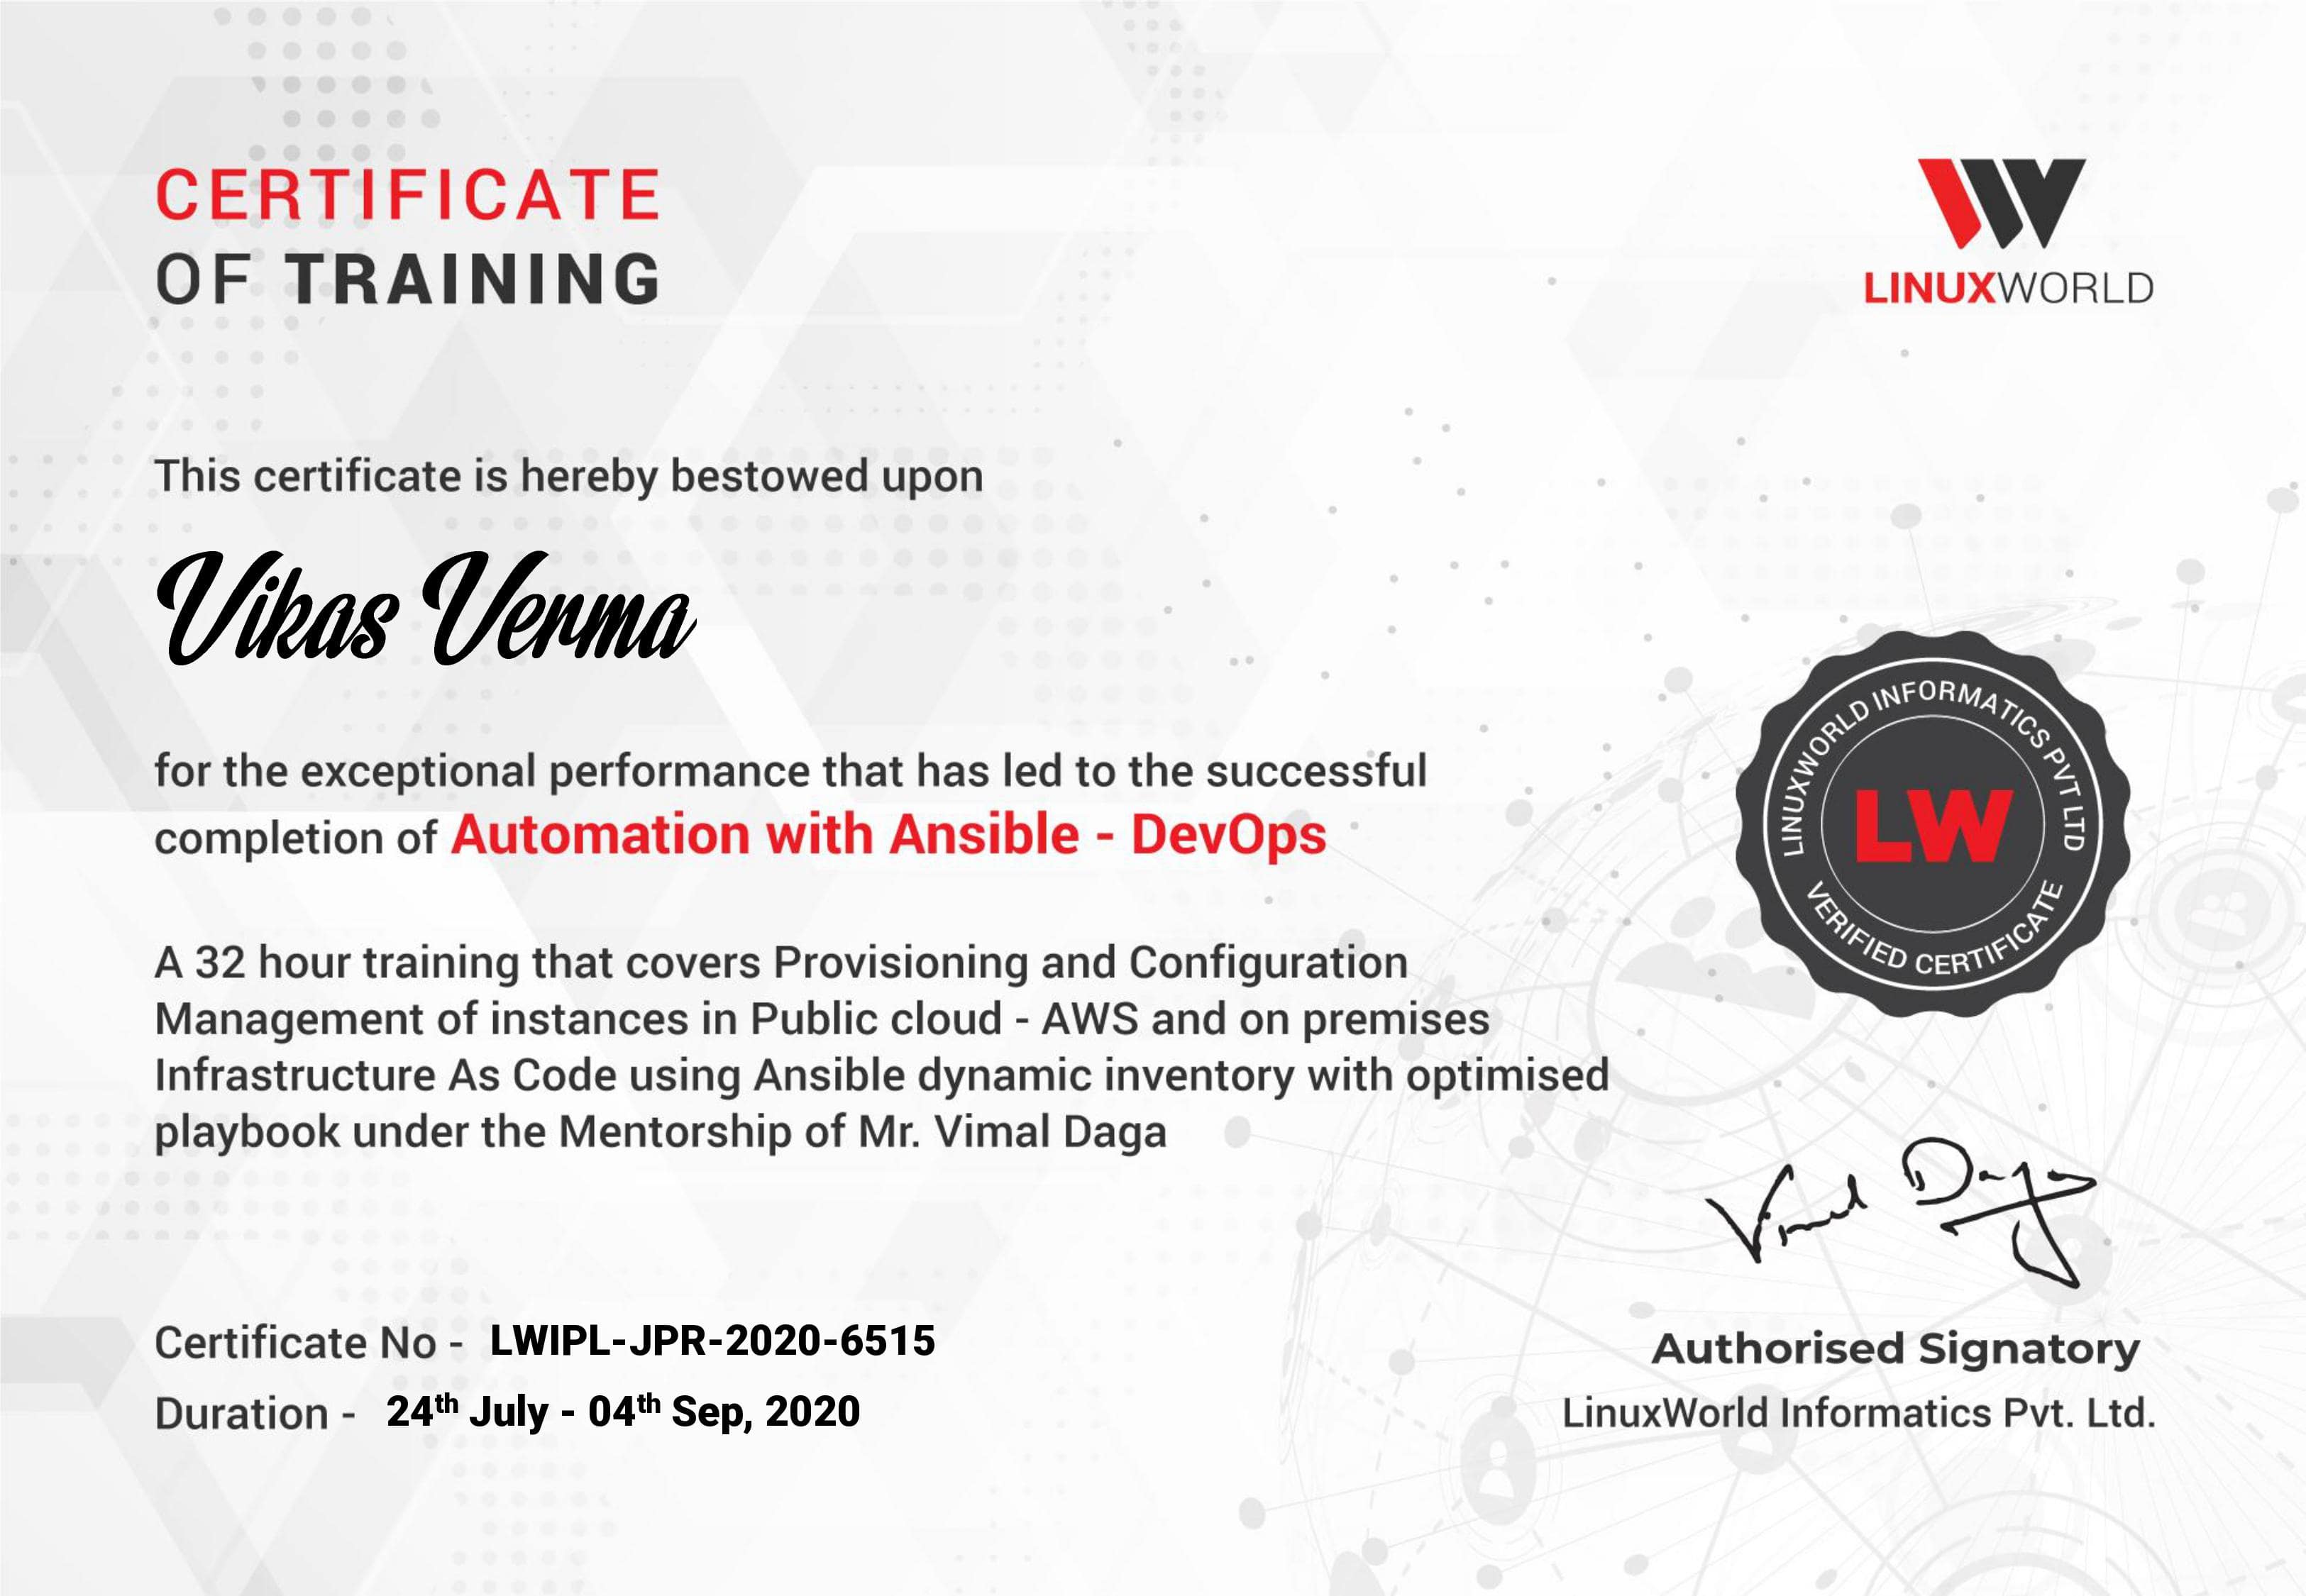 CERTIFICATE
OF TRAINING
LINUXWORLD
This certificate is hereby bestowed upon
Vikas Verma
for the exceptional performance that has led to the successful
completion of Automation with Ansible - DevOps
A 32 hour training that covers Provisioning and Configuration
Management of instances in Public cloud - AWS and on premises
Infrastructure As Code using Ansible dynamic inventory with optimised
playbook under the Mentorship of Mr. Vimal Daga
LINUXWORLD INFORMATICS PVT LTD
LW
VERIFIED CERTIFICATE
Vimal Daga
Certificate No - LWIPL-JPR-2020-6515
Duration - 24th July - 04th Sep, 2020
Authorised Signatory
LinuxWorld Informatics Pvt. Ltd.